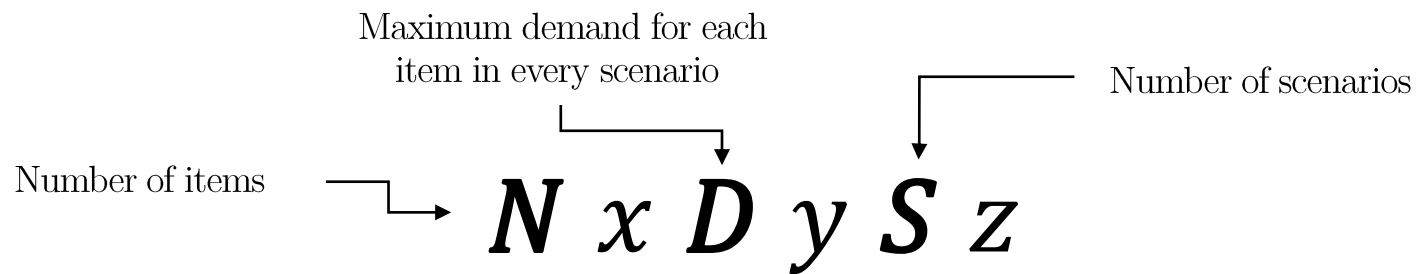 Maximum demand for each
item in every scenario
Number of scenarios
Number of items
N x D y S z